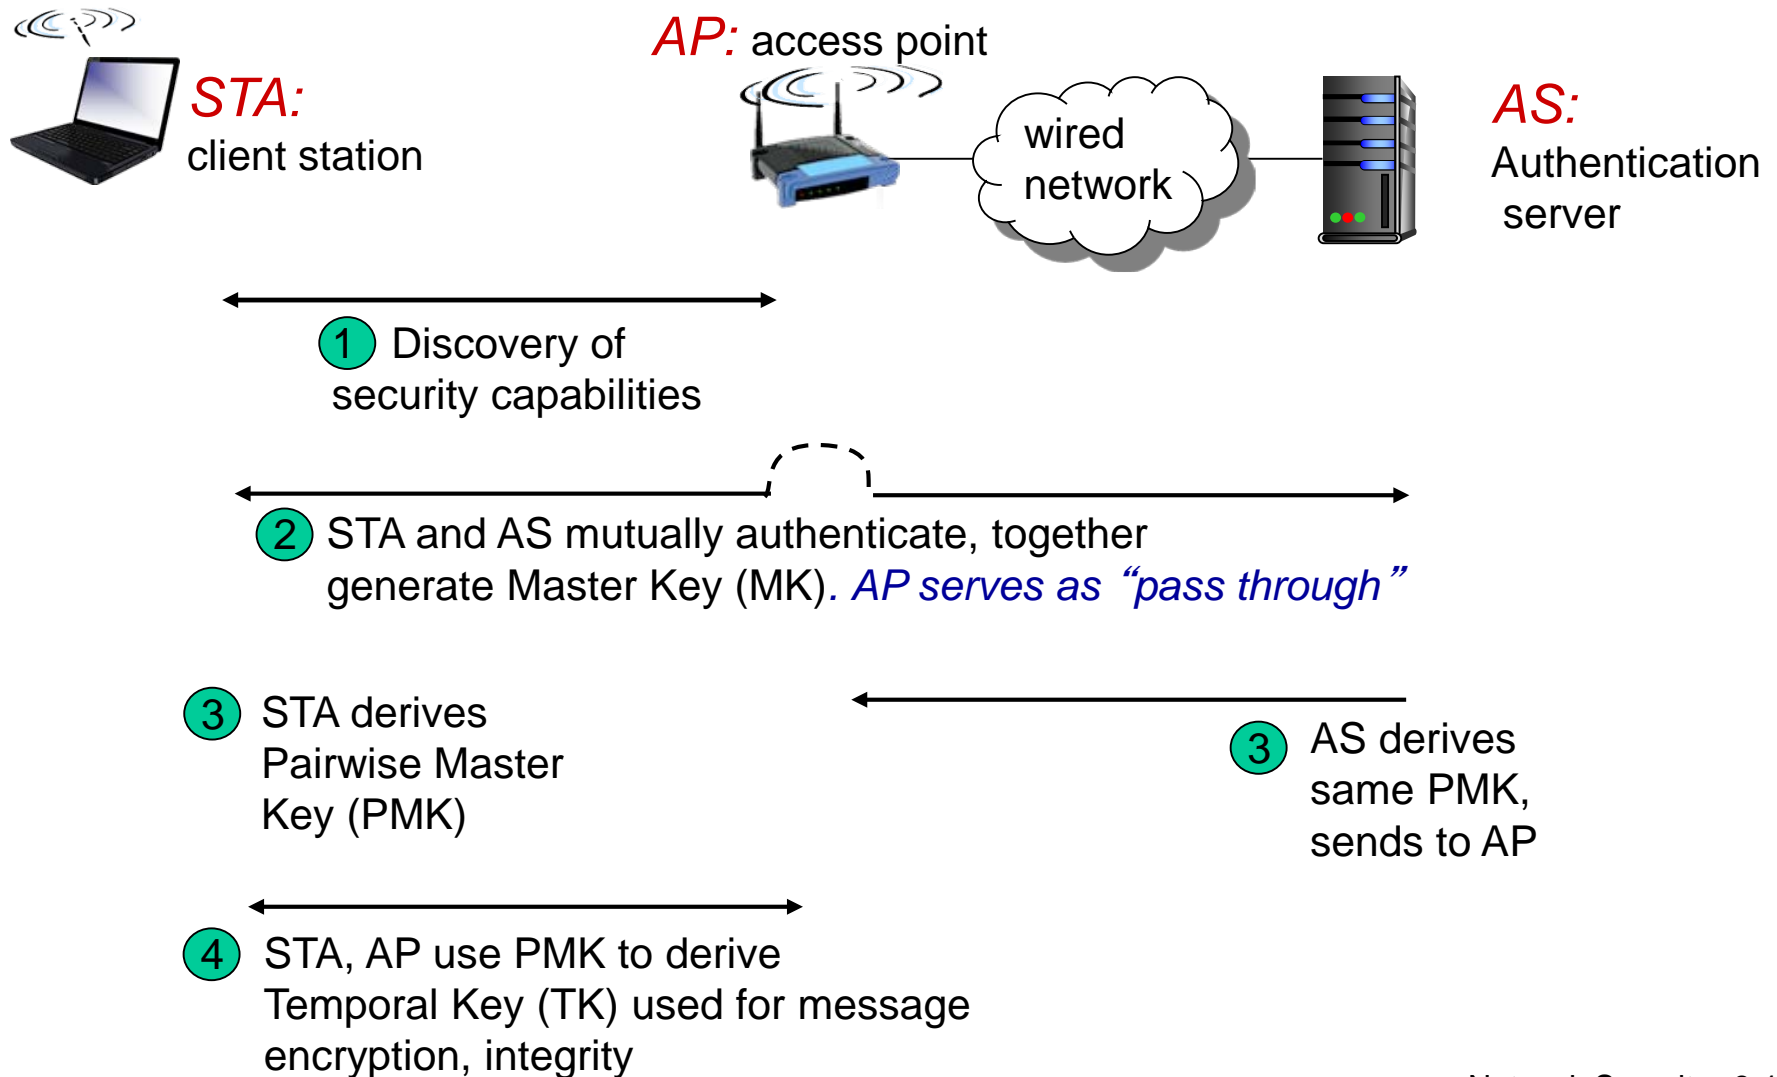 AP: access point
STA:
client station
wired
network
AS:
Authentication
server
1 Discovery of
security capabilities
2 STA and AS mutually authenticate, together
generate Master Key (MK). AP serves as “pass through”
3 STA derives
Pairwise Master
Key (PMK)
3 AS derives
same PMK,
sends to AP
4 STA, AP use PMK to derive
Temporal Key (TK) used for message
encryption, integrity